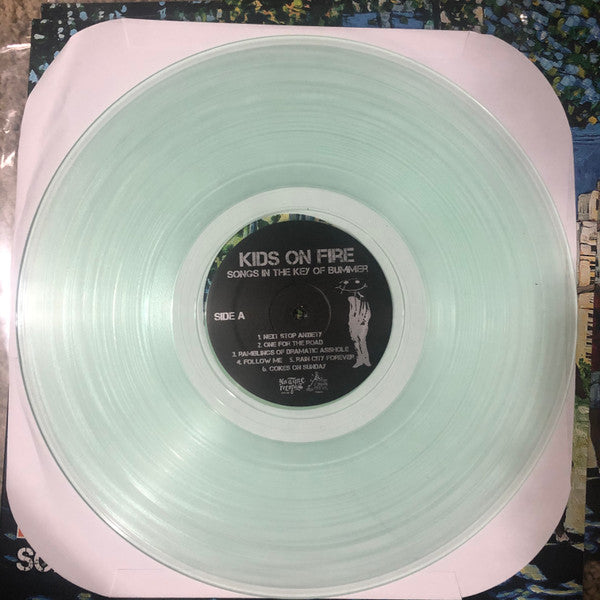 KIDS ON FIRE
SONGS IN THE KEY OF BUMMER
SIDE A
1. NEXT STOP ANXIETY
2. ONE FOR THE ROAD
3. RAMBLINGS OF DRAMATIC ASSHOLE
4. FOLLOW ME 5. RAIN CITY FOREVER
6. COKES ON SUNDAY